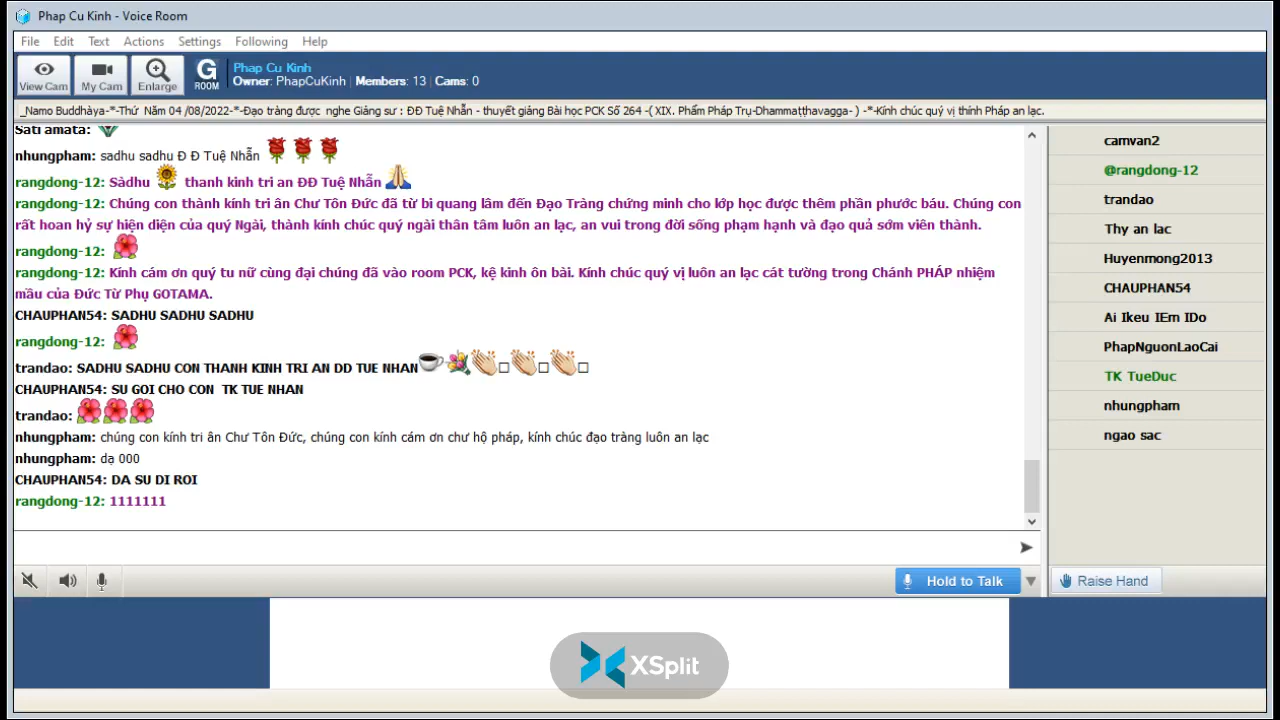 Phap Cu Kinh - Voice Room
File Edit Text Actions Settings Following Help
View Cam My Cam Enlarge G ROOM
Phap Cu Kinh
Owner: PhapCuKinh Members: 13 Cams: 0
_Namo Buddhàya-*-Thứ Năm 04 /08/2022-*-Đạo tràng được nghe Giảng sư : ĐĐ Tuệ Nhẫn - thuyết giảng Bài học PCK Số 264 -( XIX. Phẩm Pháp Trụ-Dhammaṭṭhavagga- ) -*-Kính chúc quý vị thính Pháp an lạc.
Sati amata:
nhungpham: sadhu sadhu Đ Đ Tuệ Nhẫn
rangdong-12: Sàdhu thanh kinh tri an ĐĐ Tuệ Nhẫn
rangdong-12: Chúng con thành kính tri ân Chư Tôn Đức đã từ bi quang lâm đến Đạo Tràng chứng minh cho lớp học được thêm phần phước báu. Chúng con
rất hoan hỷ sự hiện diện của quý Ngài, thành kính chúc quý ngài thân tâm luôn an lạc, an vui trong đời sống phạm hạnh và đạo quả sớm viên thành.
rangdong-12:
rangdong-12: Kính cám ơn quý tu nữ cùng đại chúng đã vào room PCK, kệ kinh ôn bài. Kính chúc quý vị luôn an lạc cát tường trong Chánh PHÁP nhiệm
mầu của Đức Từ Phụ GOTAMA.
CHAUPHAN54: SADHU SADHU SADHU
rangdong-12:
trandao: SADHU SADHU CON THANH KINH TRI AN DD TUE NHAN
CHAUPHAN54: SU GOI CHO CON TK TUE NHAN
trandao:
nhungpham: chúng con kính tri ân Chư Tôn Đức, chúng con kính cám ơn chư hộ pháp, kính chúc đạo tràng luôn an lạc
nhungpham: dạ 000
CHAUPHAN54: DA SU DI ROI
rangdong-12: 1111111
camvan2
@rangdong-12
trandao
Thy an lac
Huyenmong2013
CHAUPHAN54
Ai Ikeu IEm IDo
PhapNguonLaoCai
TK TueDuc
nhungpham
ngao sac
Hold to Talk
Raise Hand
XSplit